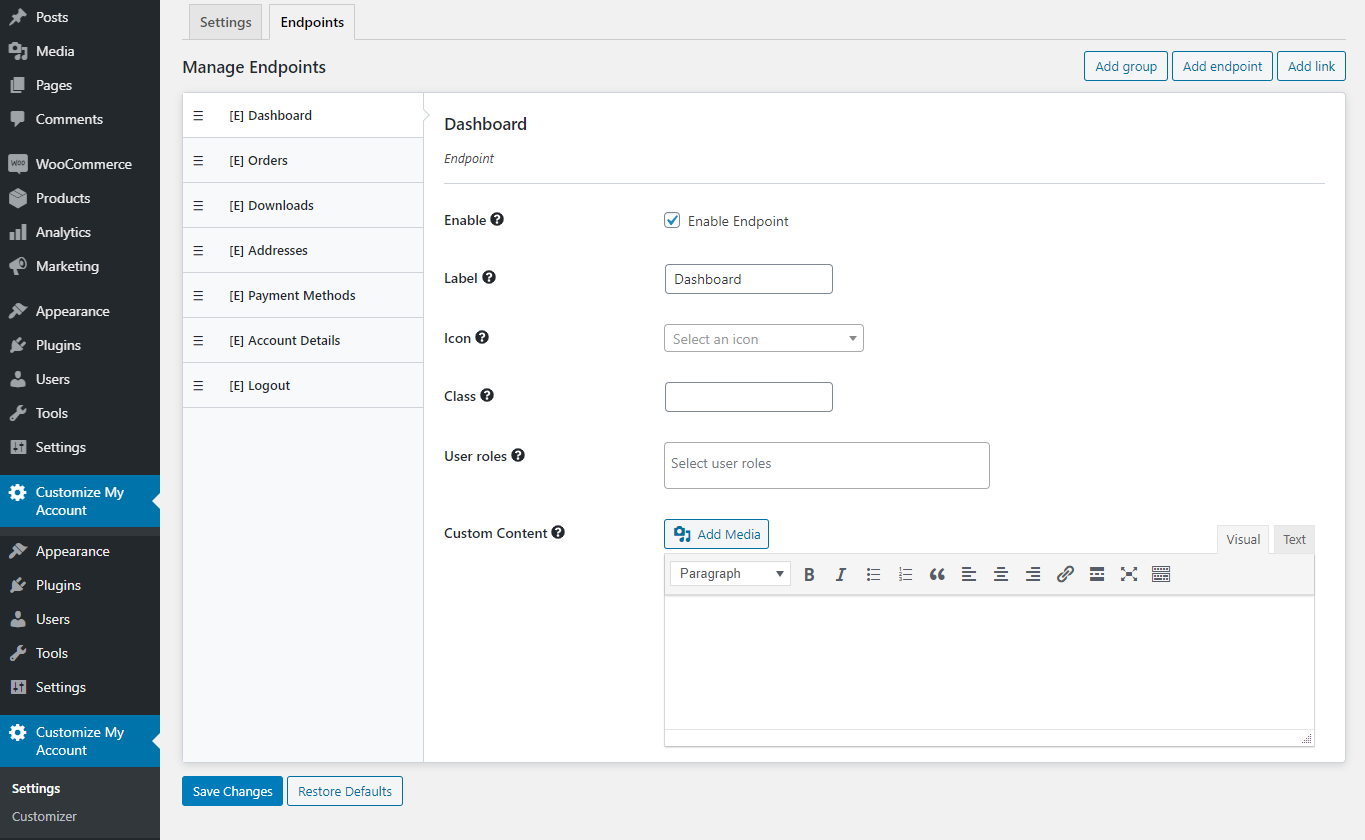 Posts
Media
Pages
Comments
WooCommerce
Products
Analytics
Marketing
Appearance
Plugins
Users
Tools
Settings
Customize My
Account
Appearance
Plugins
Users
Tools
Settings
Customize My
Account
Settings
Customizer
Settings Endpoints
Manage Endpoints
Add group Add endpoint Add link
[E] Dashboard
[E] Orders
[E] Downloads
[E] Addresses
[E] Payment Methods
[E] Account Details
[E] Logout
Dashboard
Endpoint
Enable ? Enable Endpoint
Label ? Dashboard
Icon ? Select an icon
Class ?
User roles ? Select user roles
Custom Content ? Add Media
Visual Text
Paragraph B I
Save Changes Restore Defaults